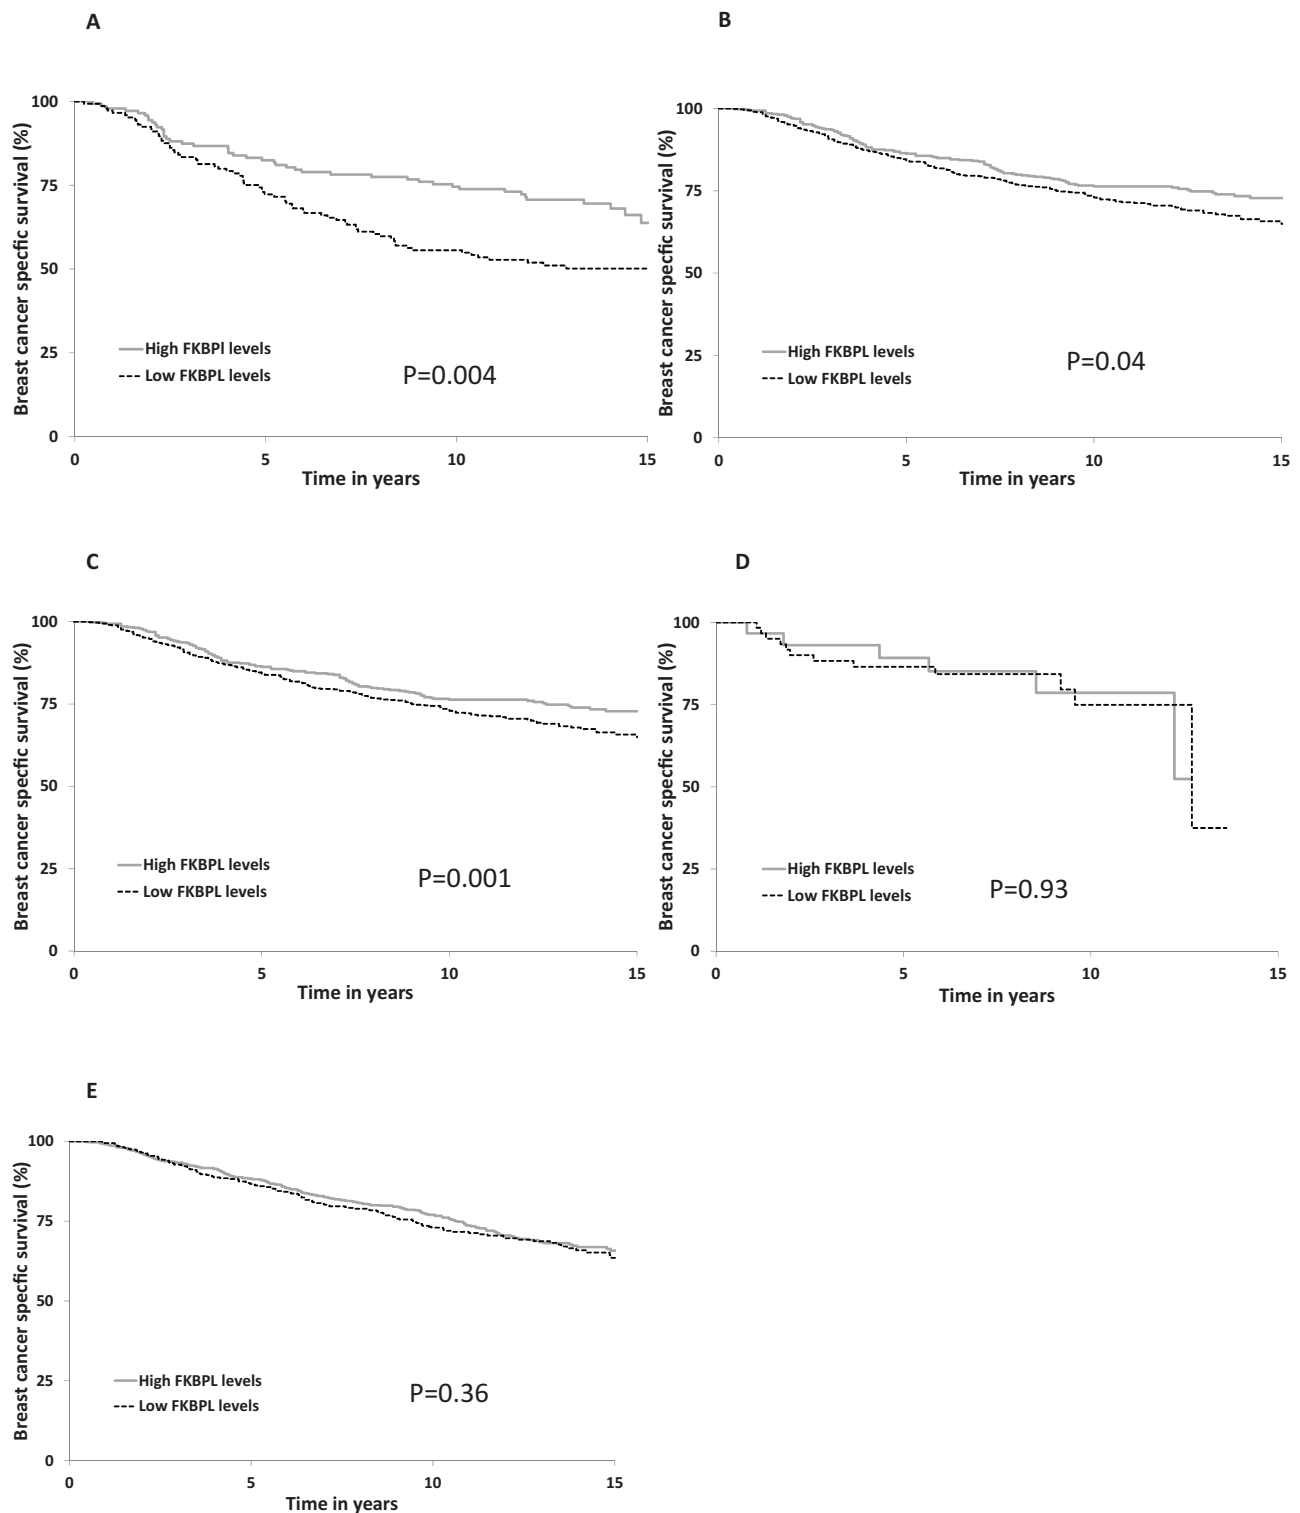 A
Breast cancer specfic survival (%)
100
75
50
25
0
High FKBPl levels
Low FKBPL levels
P=0.004
0 5 10 15
Time in years
B
Breast cancer specfic survival (%)
100
75
50
25
0
High FKBPL levels
Low FKBPL levels
P=0.04
0 5 10 15
Time in years
C
Breast cancer specfic survival (%)
100
75
50
25
0
High FKBPL levels
Low FKBPL levels
P=0.001
0 5 10 15
Time in years
D
Breast cancer specfic survival (%)
100
75
50
25
0
High FKBPL levels
Low FKBPL levels
P=0.93
0 5 10 15
Time in years
E
Breast cancer specfic survival (%)
100
75
50
25
0
High FKBPL levels
Low FKBPL levels
P=0.36
0 5 10 15
Time in years